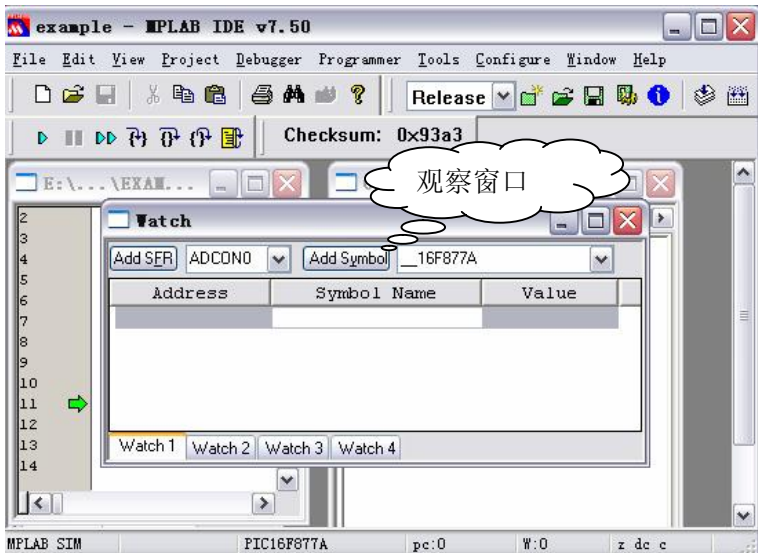 example - MPLAB IDE v7.50
File Edit View Project Debugger Programmer Tools Configure Window Help
Release
Checksum: 0x93a3
E:\...\EXAM...
观察窗口
Watch
Add SFR ADCON0 Add Symbol __16F877A
Address Symbol Name Value
2
3
4
5
6
7
8
9
10
11
12
13
14
Watch 1 Watch 2 Watch 3 Watch 4
MPLAB SIM PIC16F877A pc:0 W:0 z dc c